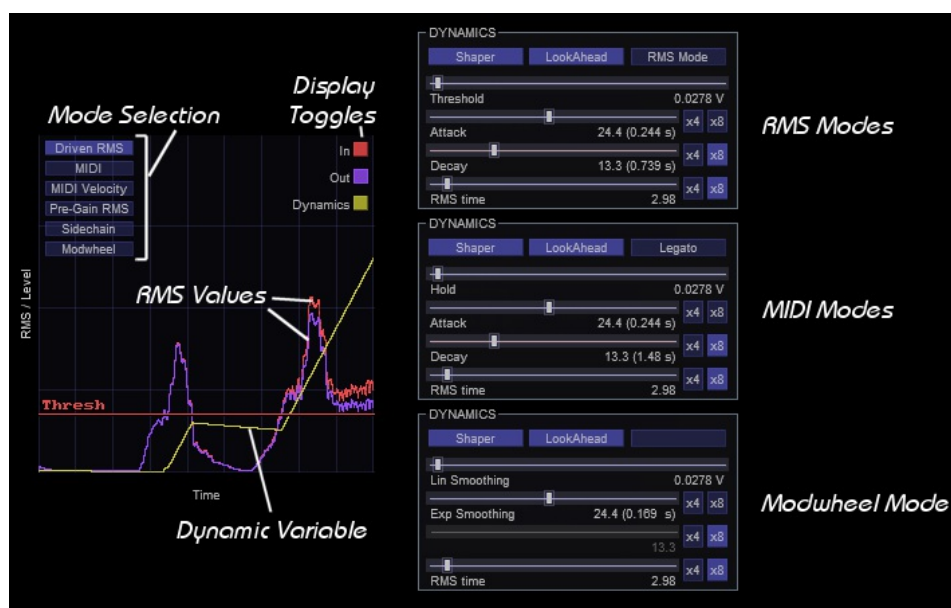 Mode Selection
Display
Toggles
Driven RMS
MIDI
MIDI Velocity
Pre-Gain RMS
Sidechain
Modwheel
In
Out
Dynamics
RMS / Level
RMS Values
Thresh
Time
Dynamic Variable
DYNAMICS
Shaper LookAhead RMS Mode
Threshold 0.0278 V
x4 x8
Attack 24.4 (0.244 s)
x4 x8
Decay 13.3 (0.739 s)
x4 x8
RMS time 2.98
RMS Modes
DYNAMICS
Shaper LookAhead Legato
Hold 0.0278 V
x4 x8
Attack 24.4 (0.244 s)
x4 x8
Decay 13.3 (1.48 s)
x4 x8
RMS time 2.98
MIDI Modes
DYNAMICS
Shaper LookAhead
Lin Smoothing 0.0278 V
x4 x8
Exp Smoothing 24.4 (0.169 s)
x4 x8
13.3
x4 x8
RMS time 2.98
Modwheel Mode